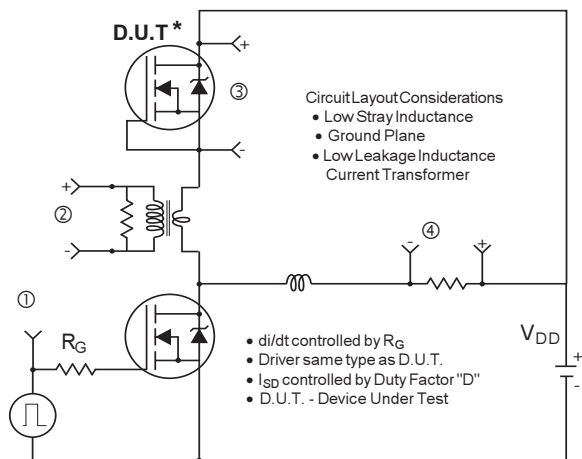 D.U.T*
+
③
-
Circuit Layout Considerations
• Low Stray Inductance
• Ground Plane
• Low Leakage Inductance
Current Transformer
+
②
-
④
- +
①
R_G
V_DD
+
-
• di/dt controlled by R_G
• Driver same type as D.U.T.
• I_SD controlled by Duty Factor "D"
• D.U.T. - Device Under Test